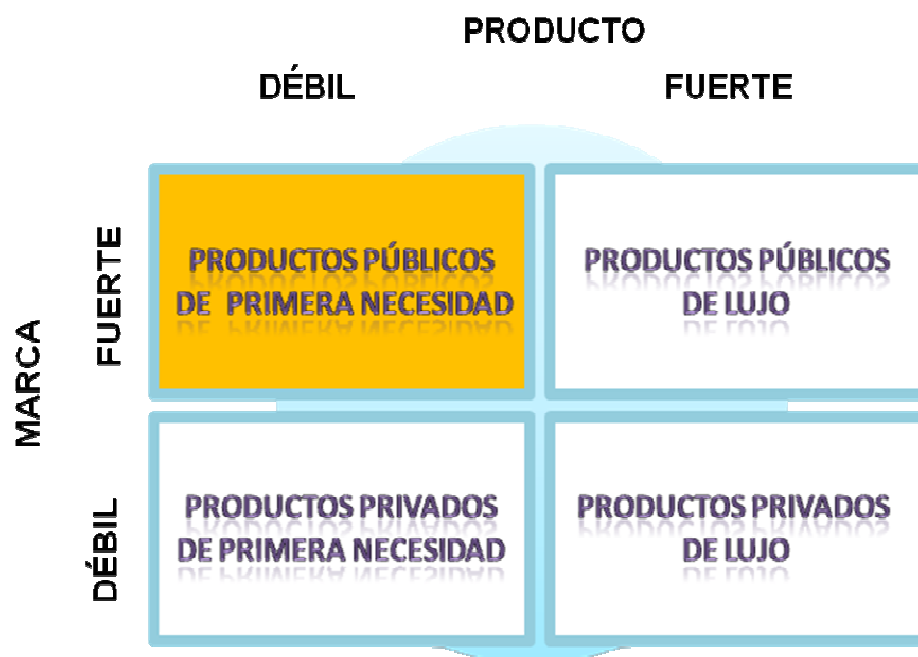 PRODUCTO
DÉBIL FUERTE
MARCA
FUERTE
PRODUCTOS PÚBLICOS
DE PRIMERA NECESIDAD
PRODUCTOS PÚBLICOS
DE LUJO
DÉBIL
PRODUCTOS PRIVADOS
DE PRIMERA NECESIDAD
PRODUCTOS PRIVADOS
DE LUJO